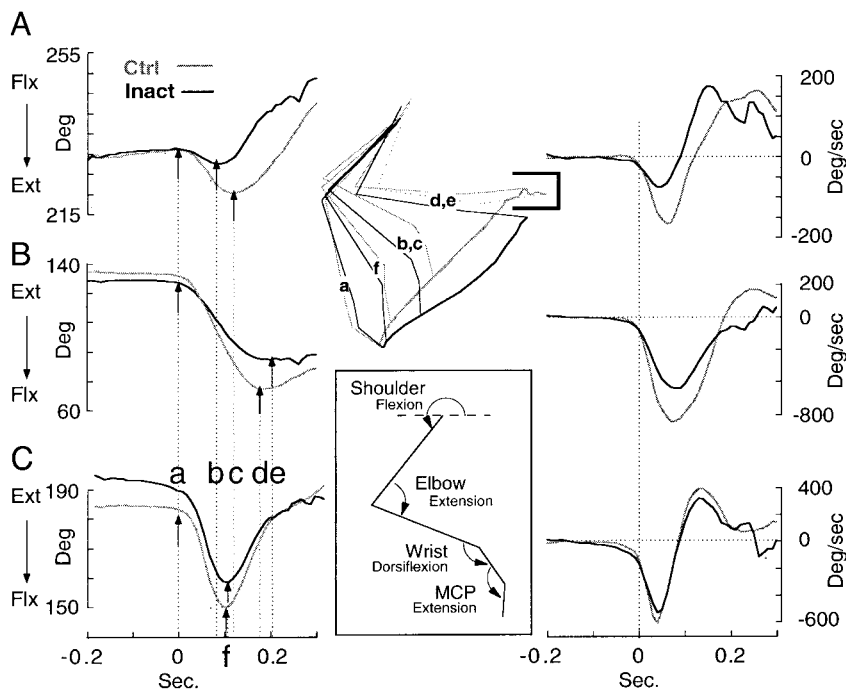 A
255
Flx
Deg
Ext
215
Ctrl
Inact
200
0
-200
Deg/sec
d,e
b,c
f
a
B
140
Ext
Deg
Flx
60
200
0
-800
Deg/sec
Shoulder
Flexion
Elbow
Extension
Wrist
Dorsiflexion
MCP
Extension
C
a
b
c
d
e
190
Ext
Deg
Flx
150
f
400
0
-600
Deg/sec
-0.2
0
0.2
Sec.
-0.2
0
0.2
Sec.